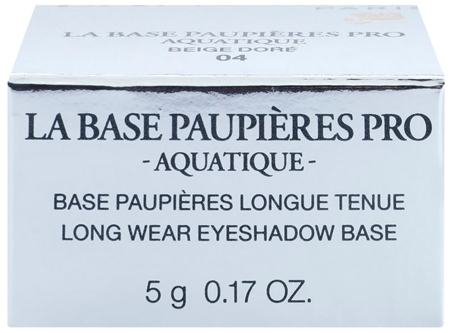 PARIS
LA BASE PAUPIÈRES PRO
AQUATIQUE
BEIGE DORÉ
04
LA BASE PAUPIÈRES PRO
- AQUATIQUE -
BASE PAUPIÈRES LONGUE TENUE
LONG WEAR EYESHADOW BASE
5 g 0.17 OZ.